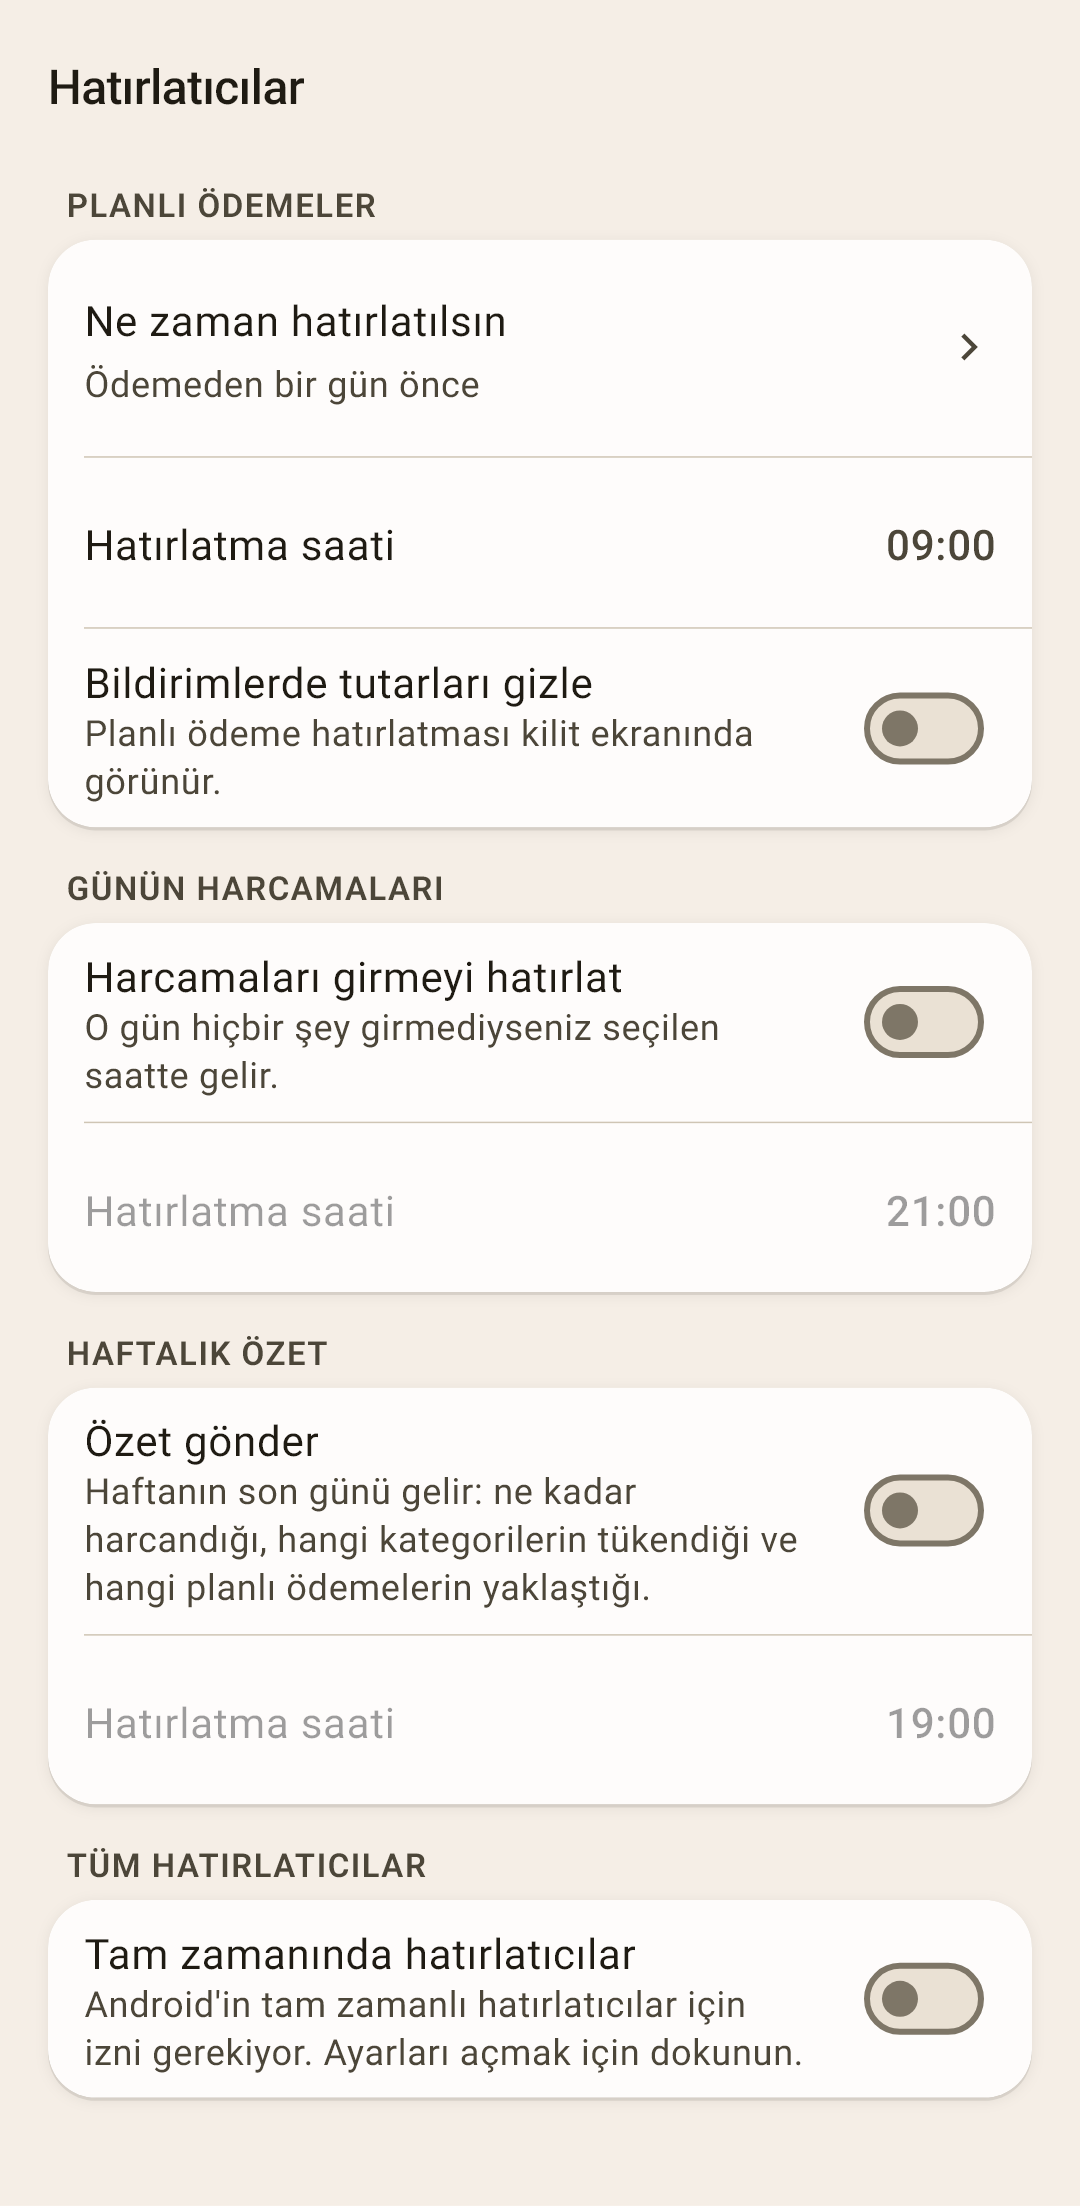 Hatırlatıcılar
PLANLI ÖDEMELER
Ne zaman hatırlatılsın
Ödemeden bir gün önce
Hatırlatma saati
09:00
Bildirimlerde tutarları gizle
Planlı ödeme hatırlatması kilit ekranında
görünür.
GÜNÜN HARCAMALARI
Harcamaları girmeyi hatırlat
O gün hiçbir şey girmediyseniz seçilen
saatte gelir.
Hatırlatma saati
21:00
HAFTALIK ÖZET
Özet gönder
Haftanın son günü gelir: ne kadar
harcandığı, hangi kategorilerin tükendiği ve
hangi planlı ödemelerin yaklaştığı.
Hatırlatma saati
19:00
TÜM HATIRLATICILAR
Tam zamanında hatırlatıcılar
Android'in tam zamanlı hatırlatıcılar için
izni gerekiyor. Ayarları açmak için dokunun.